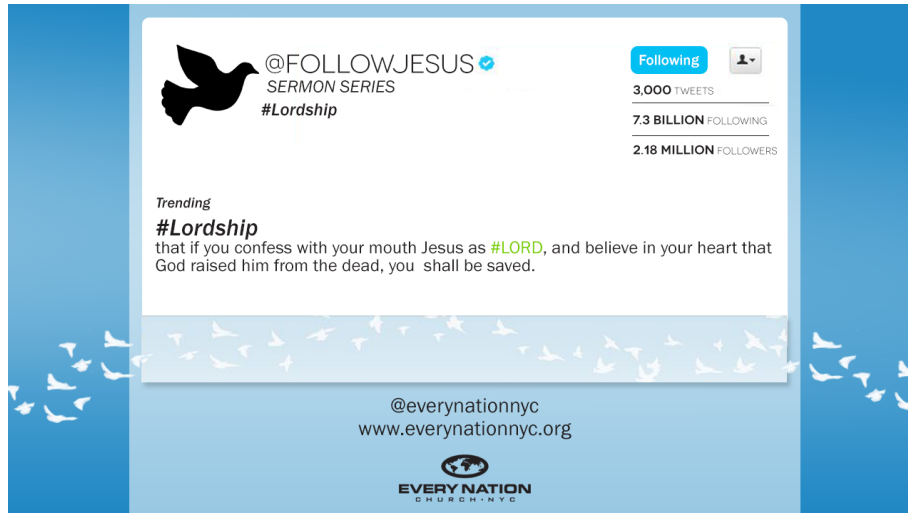 @FOLLOWJESUS
SERMON SERIES
#Lordship
Following
3,000 TWEETS
7.3 BILLION FOLLOWING
2.18 MILLION FOLLOWERS
Trending
#Lordship
that if you confess with your mouth Jesus as #LORD, and believe in your heart that
God raised him from the dead, you shall be saved.
@everynationnyc
www.everynationnyc.org
EVERY NATION
CHURCH·NYC